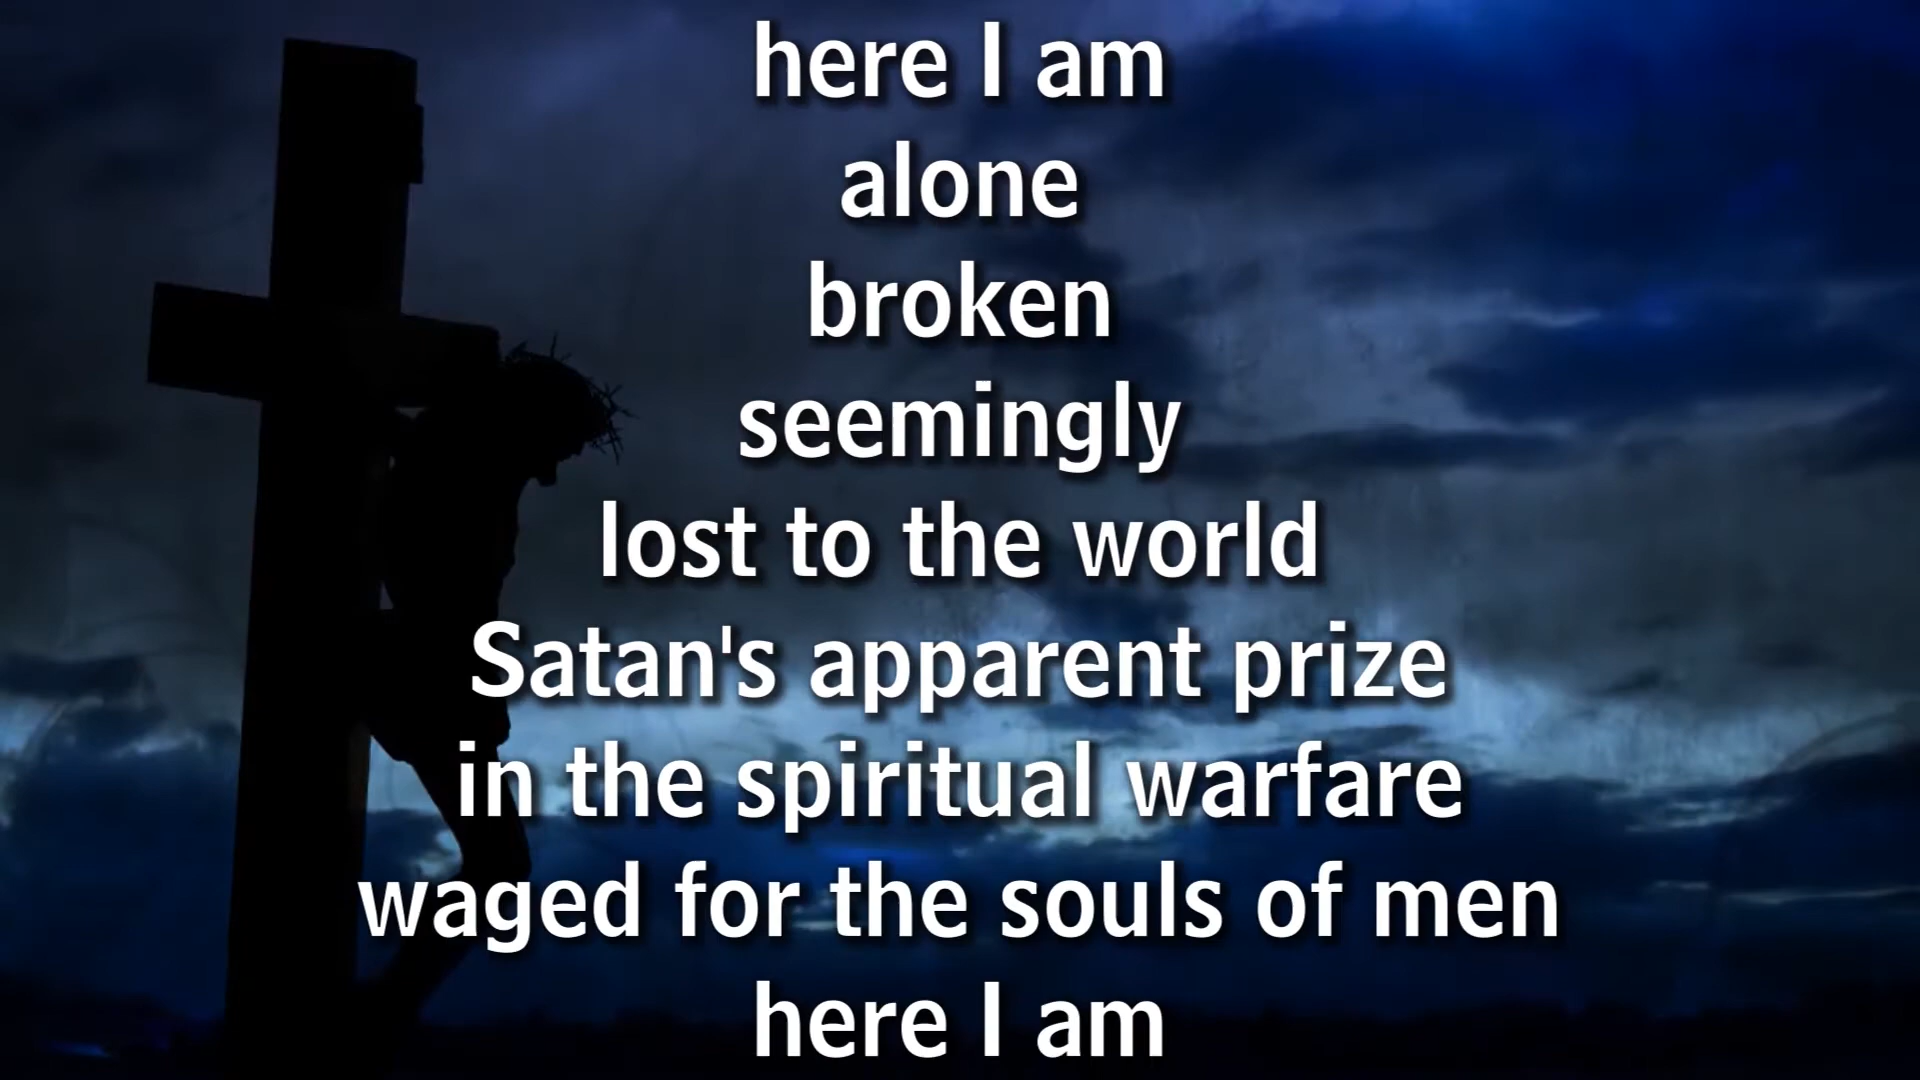 here I am
alone
broken
seemingly
lost to the world
Satan's apparent prize
in the spiritual warfare
waged for the souls of men
here I am